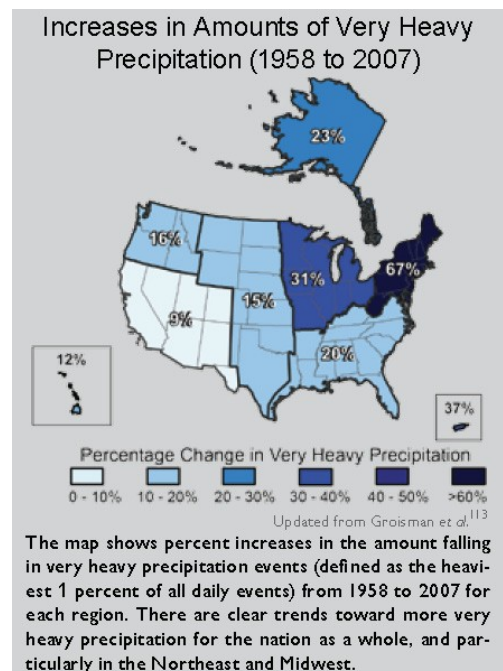 Increases in Amounts of Very Heavy
Precipitation (1958 to 2007)
23%
16%
67%
31%
15%
9%
20%
12%
37%
Percentage Change in Very Heavy Precipitation
0 - 10% 10 - 20% 20 - 30% 30 - 40% 40 - 50% >60%
Updated from Groisman et al.113
The map shows percent increases in the amount falling
in very heavy precipitation events (defined as the heavi-
est 1 percent of all daily events) from 1958 to 2007 for
each region. There are clear trends toward more very
heavy precipitation for the nation as a whole, and par-
ticularly in the Northeast and Midwest.